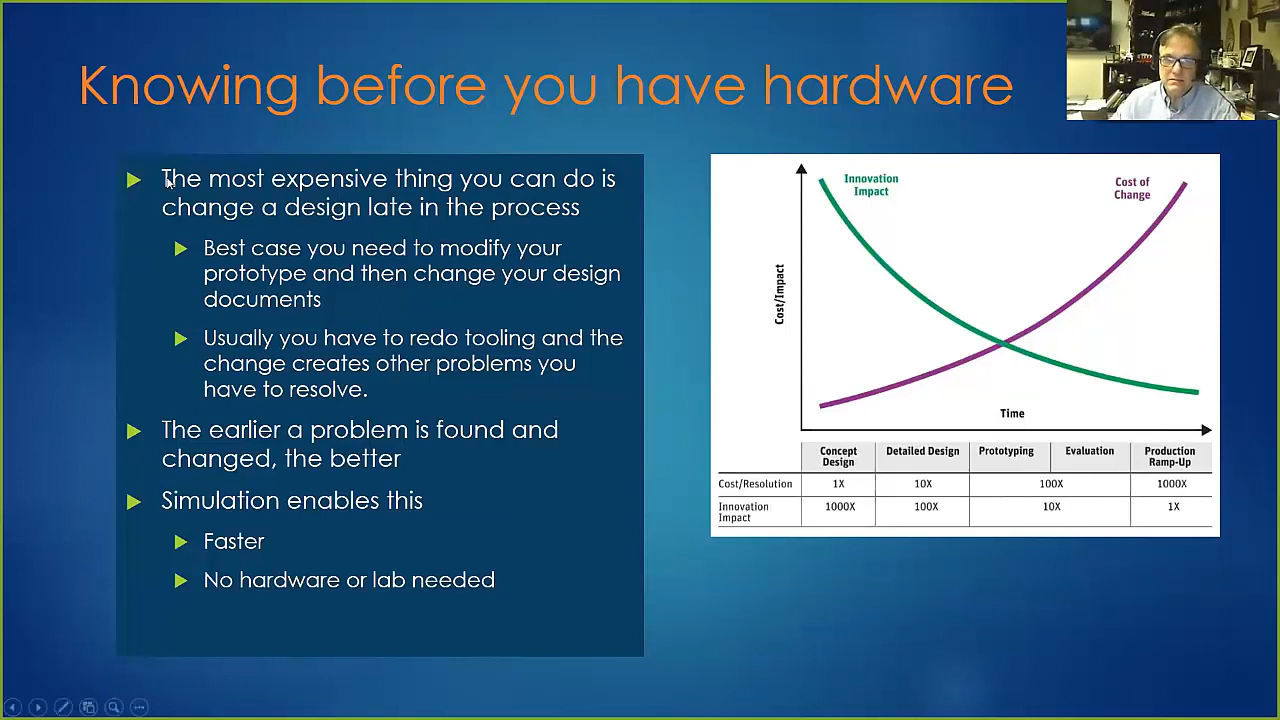 Knowing before you have hardware
The most expensive thing you can do is
change a design late in the process
Best case you need to modify your
prototype and then change your design
documents
Usually you have to redo tooling and the
change creates other problems you
have to resolve.
The earlier a problem is found and
changed, the better
Simulation enables this
Faster
No hardware or lab needed
Innovation
Impact
Cost of
Change
Cost/Impact
Time
Concept
Design
Detailed Design
Prototyping
Evaluation
Production
Ramp-Up
Cost/Resolution 1X 10X 100X 1000X
Innovation
Impact
1000X 100X 10X 1X